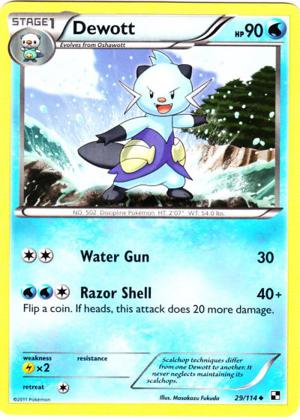 STAGE1
Dewott
HP 90
Evolves from Oshawott
NO. 502 Discipline Pokémon HT: 2'07" WT: 54.0 lbs.
Water Gun 30
Razor Shell 40+
Flip a coin. If heads, this attack does 20 more damage.
weakness
resistance
×2
retreat
Scalchop techniques differ
from one Dewott to another. It
never neglects maintaining its
scalchops.
©2011 Pokémon
Illus. Masakazu Fukuda
29/114